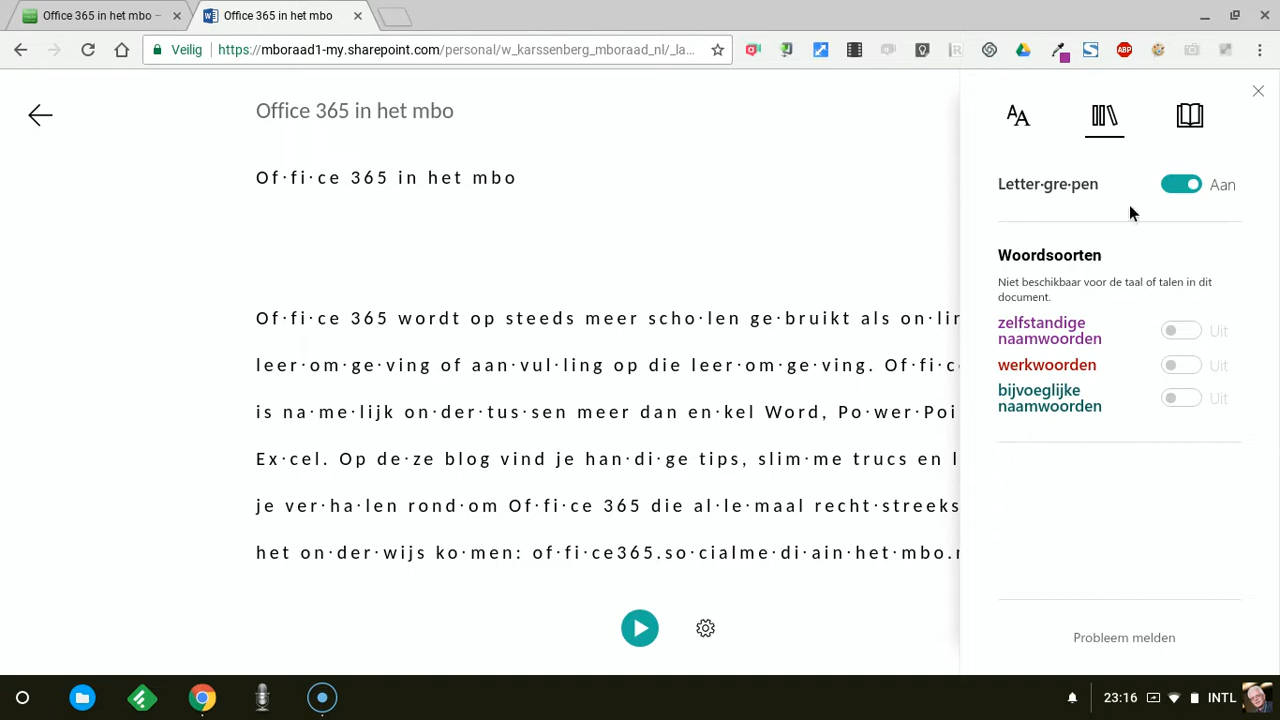 Office 365 in het mbo –
Office 365 in het mbo
Veilig
https://mboraad1-my.sharepoint.com/personal/w_karssenberg_mboraad_nl/_la...
ABP
Office 365 in het mbo
Of·fi·ce 365 in het mbo
Of·fi·ce 365 wordt op steeds meer scho·len ge·bruikt als
leer·om·ge·ving of aan·vul·ling op die leer·om·ge·ving.
is na·me·lijk on·der·tus·sen meer dan en·kel Word,
Ex·cel. Op de·ze blog vind je han·di·ge tips, slim·me trucs en
je ver·ha·len rond·om Of·fi·ce 365 die al·le·maal recht·streeks
het on·der·wijs ko·men: of·fi·ce365.so·cialme·di·ain·het·mbo.
AA
Letter·gre·pen
Aan
Woordsoorten
Niet beschikbaar voor de taal of talen in dit
document.
zelfstandige
naamwoorden
Uit
werkwoorden
Uit
bijvoeglijke
naamwoorden
Uit
Probleem melden
23:16
INTL